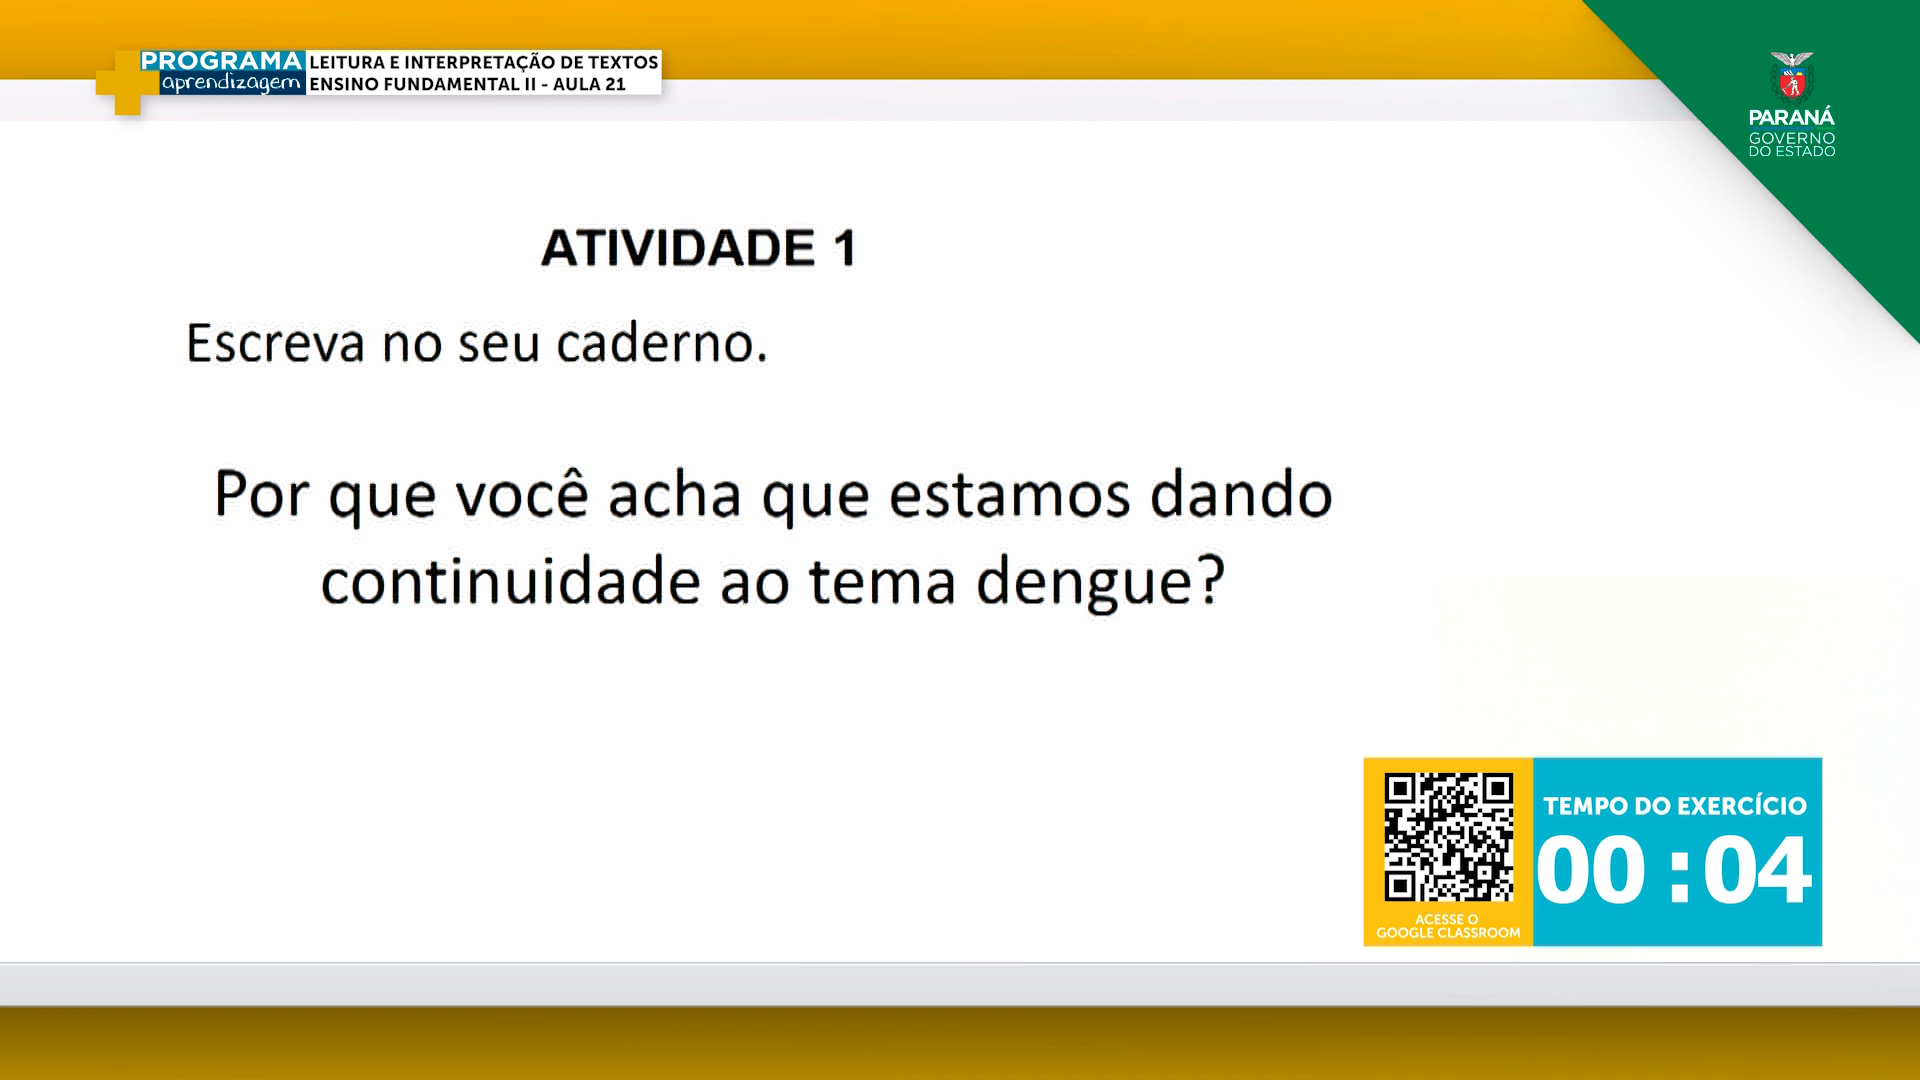 PROGRAMA
aprendizagem
LEITURA E INTERPRETAÇÃO DE TEXTOS
ENSINO FUNDAMENTAL II - AULA 21
PARANÁ
GOVERNO
DO ESTADO
ATIVIDADE 1
Escreva no seu caderno.
Por que você acha que estamos dando
continuidade ao tema dengue?
ACESSE O
GOOGLE CLASSROOM
TEMPO DO EXERCÍCIO
00 : 04